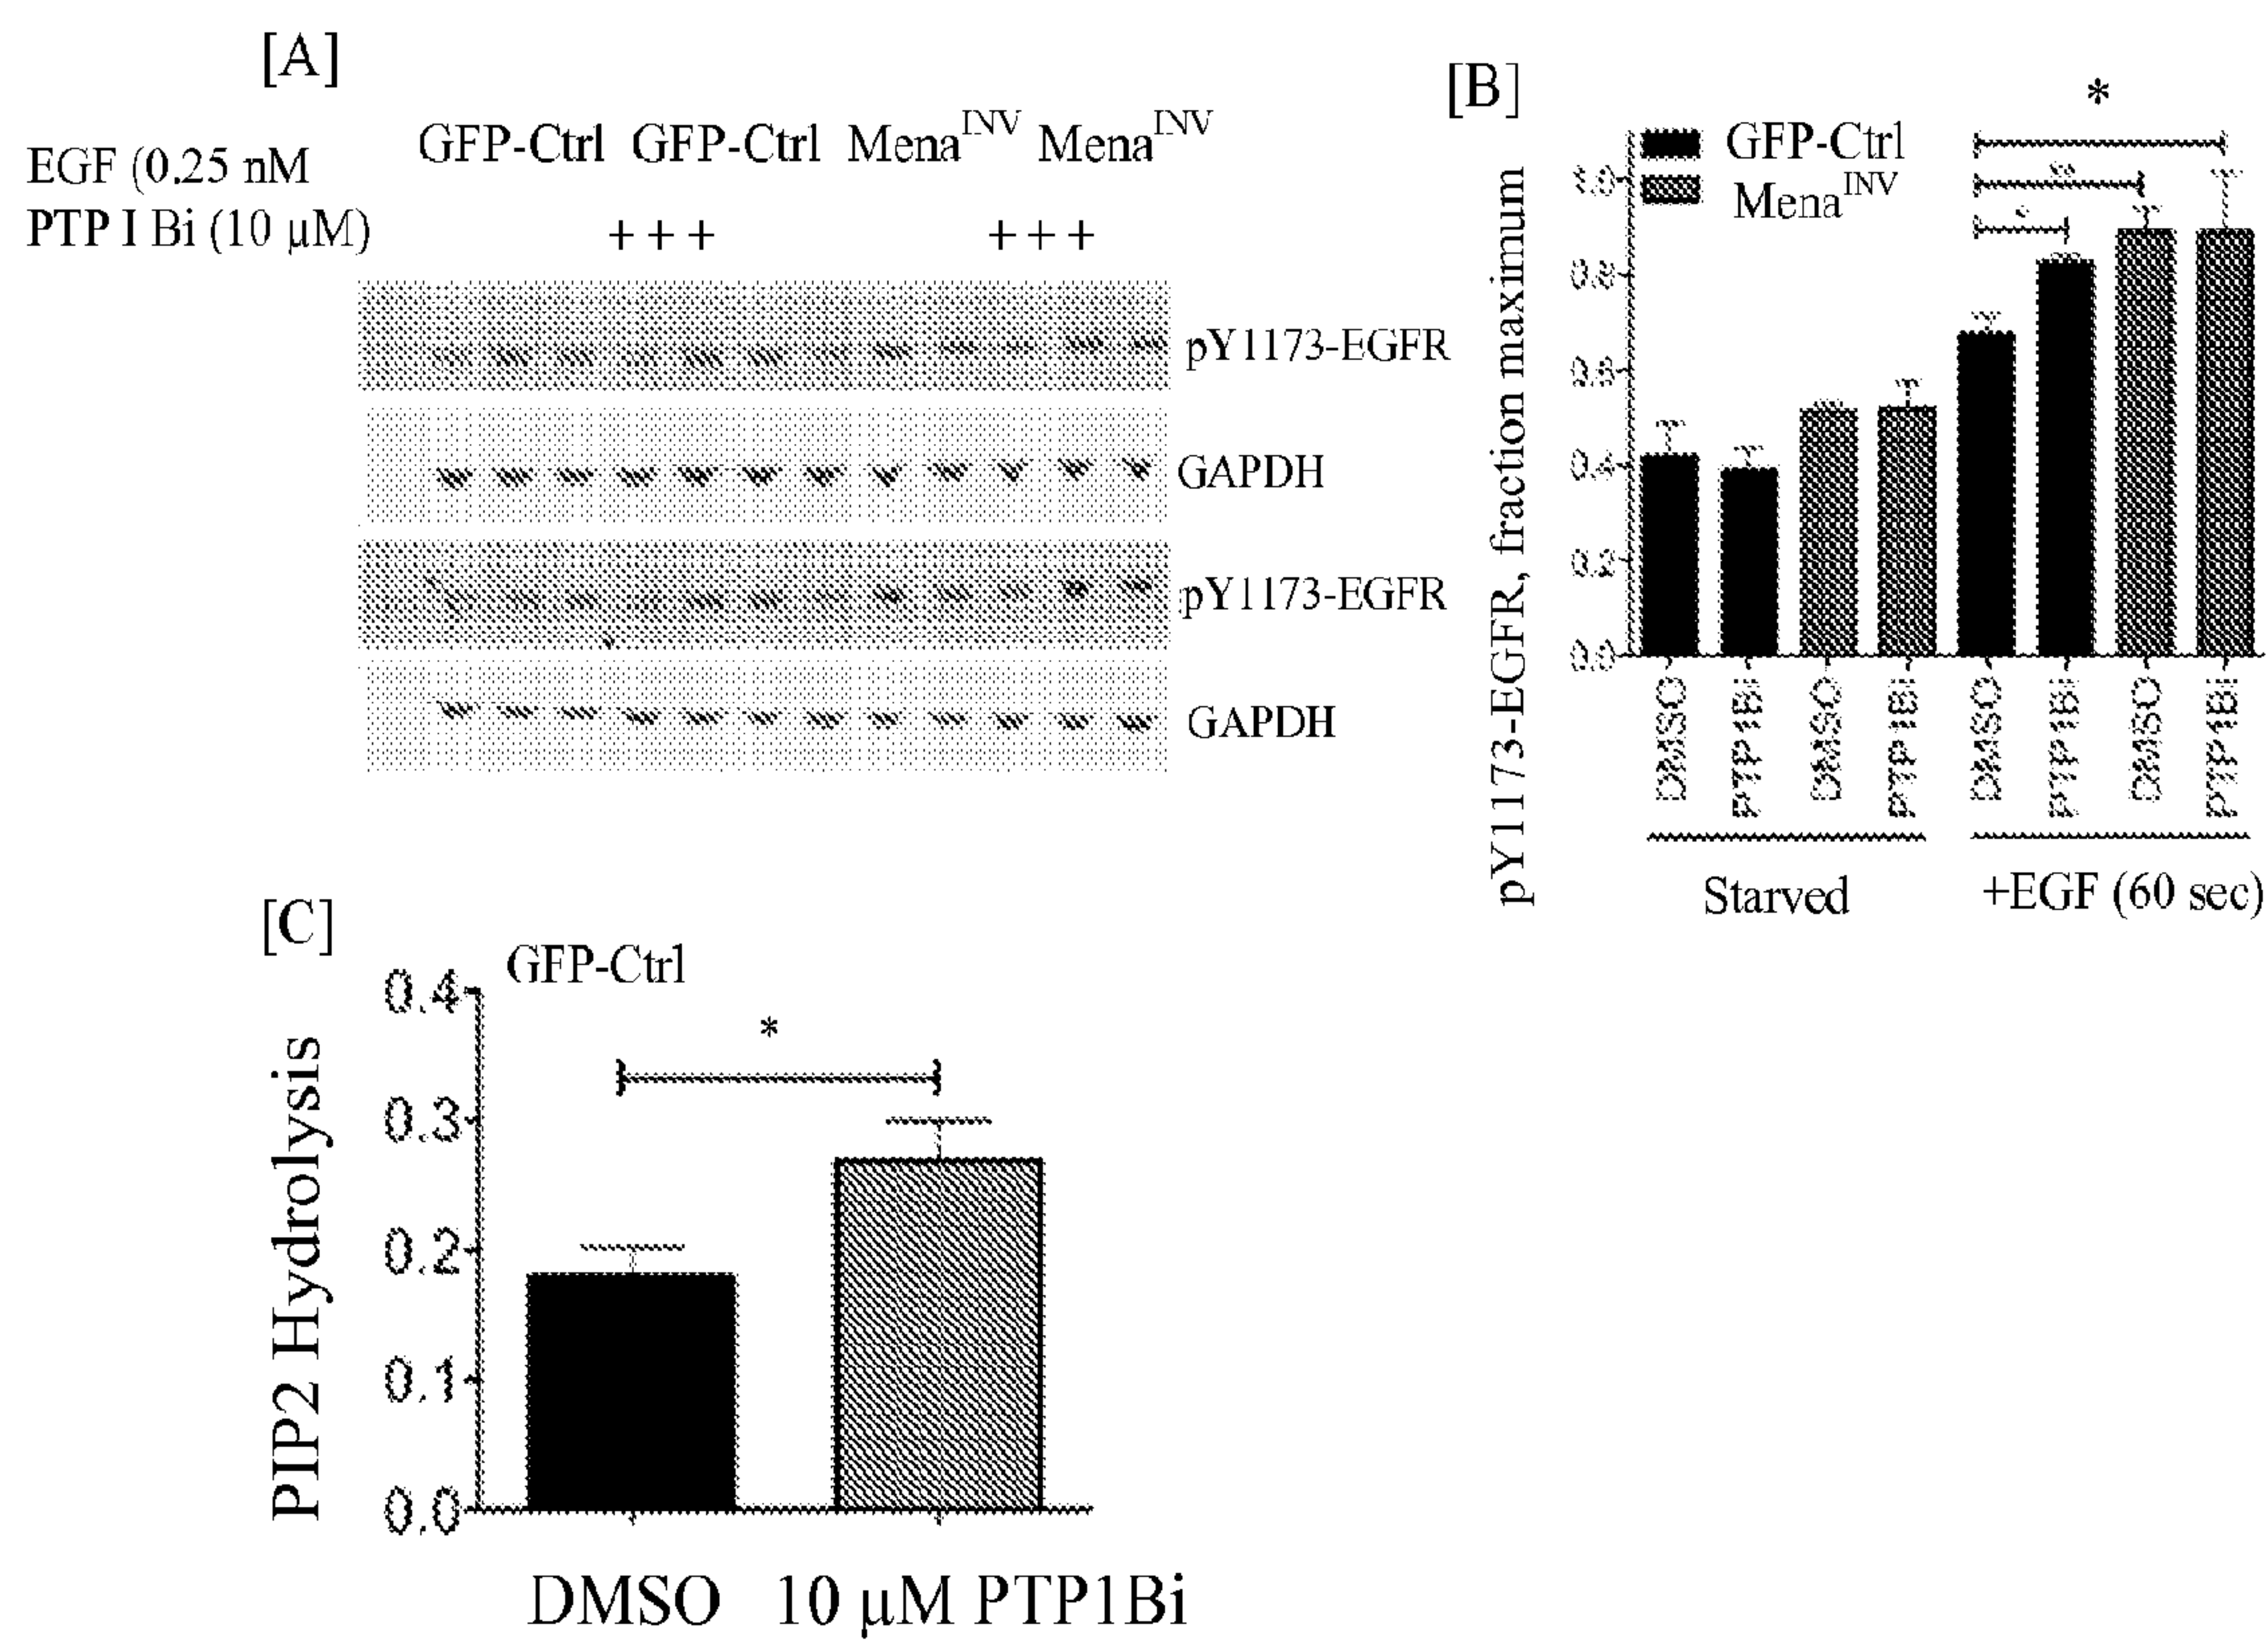 [A]
GFP-Ctrl GFP-Ctrl Mena^INV Mena^INV
EGF (0.25 nM
PTP I Bi (10 μM)
+ + + + + +
pY1173-EGFR
GAPDH
pY1173-EGFR
GAPDH
[B]
*
GFP-Ctrl
Mena^INV
pY1173-EGFR, fraction maximum
0.8
0.4
0.2
0.0
DMSO
PTP1Bi
DMSO
PTP1Bi
DMSO
PTP1Bi
DMSO
PTP1Bi
Starved
+EGF (60 sec)
[C]
GFP-Ctrl
*
PIP2 Hydrolysis
0.4
0.3
0.2
0.1
0.0
DMSO
10 μM PTP1Bi